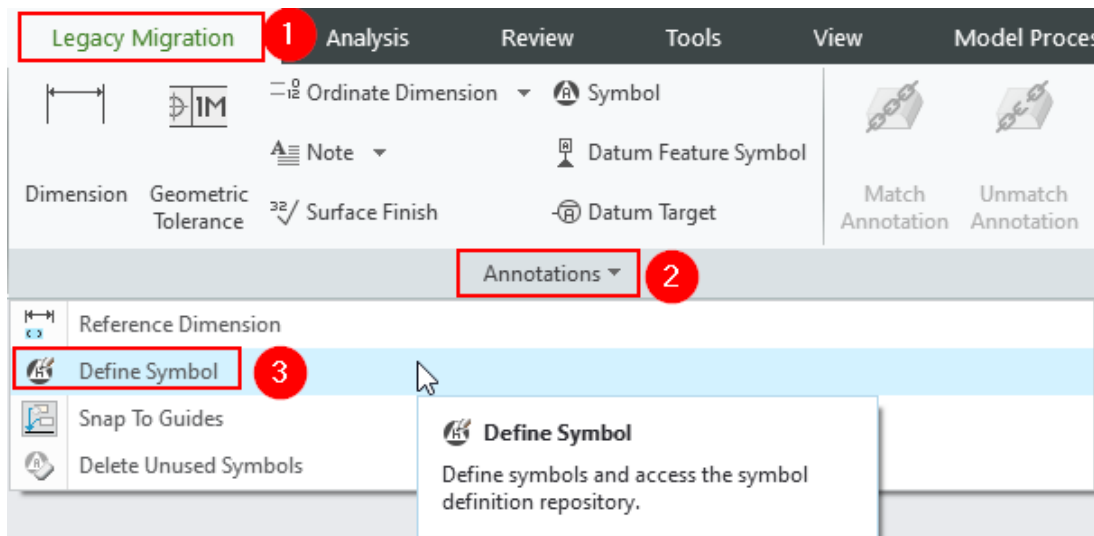 Legacy Migration 1 Analysis Review Tools View Model Proces
Ordinate Dimension Symbol
Note Datum Feature Symbol
Dimension Geometric Tolerance Surface Finish Datum Target Match Annotation Unmatch Annotation
Annotations 2
Reference Dimension
Define Symbol 3
Snap To Guides
Delete Unused Symbols
Define Symbol
Define symbols and access the symbol
definition repository.